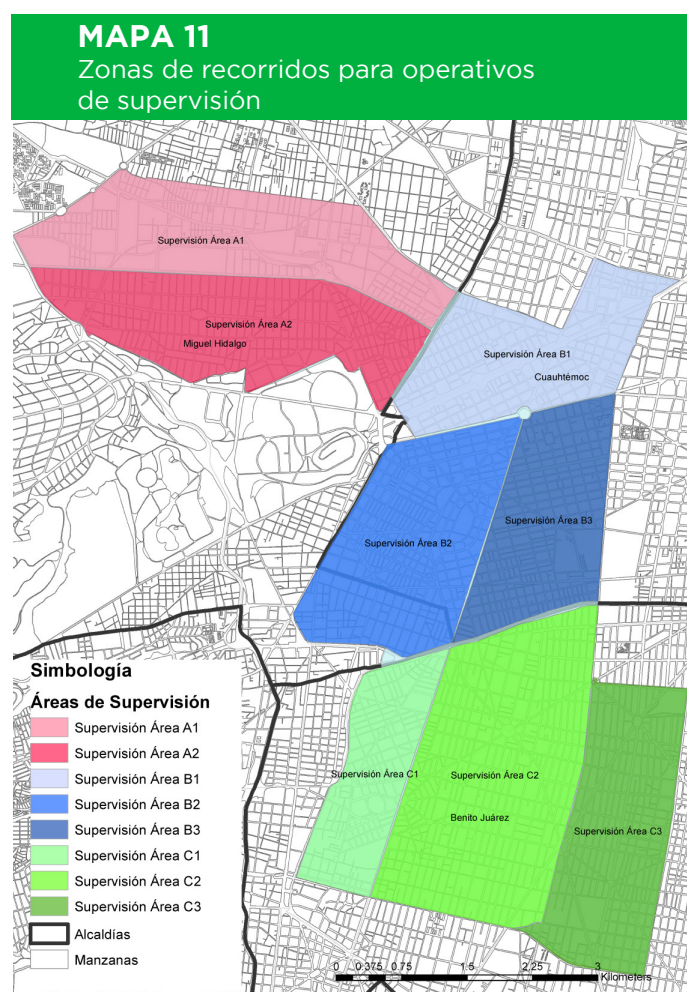 MAPA 11
Zonas de recorridos para operativos
de supervisión
Supervisión Área A1
Supervisión Área A2
Miguel Hidalgo
Supervisión Área B1
Cuauhtémoc
Supervisión Área B3
Supervisión Área B2
Supervisión Área C1
Supervisión Área C2
Benito Juárez
Supervisión Área C3
Simbología
Áreas de Supervisión
Supervisión Área A1
Supervisión Área A2
Supervisión Área B1
Supervisión Área B2
Supervisión Área B3
Supervisión Área C1
Supervisión Área C2
Supervisión Área C3
Alcaldías
Manzanas
0 0.375 0.75 1.5 2.25 3
Kilometers